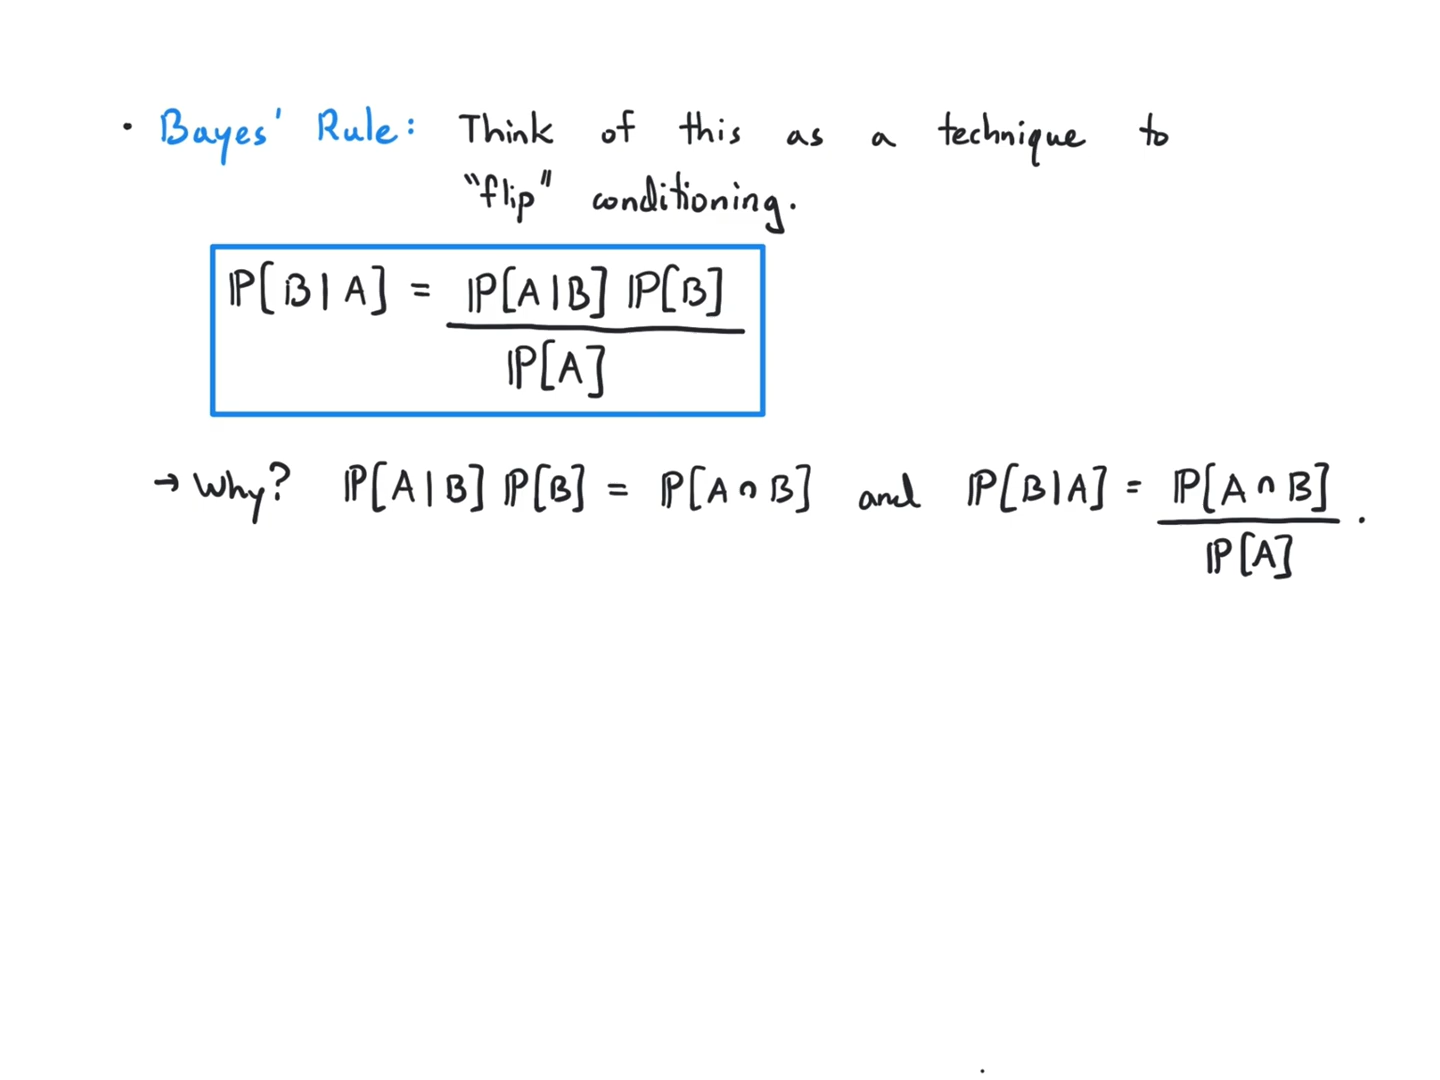 • Bayes' Rule: Think of this as a technique to
"flip" conditioning.
ℙ[B|A] = ℙ[A|B] ℙ[B]
ℙ[A]
→ Why? ℙ[A|B] ℙ[B] = ℙ[A ∩ B] and ℙ[B|A] = ℙ[A ∩ B].
ℙ[A]